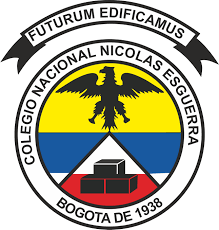 FUTURUM EDIFICAMUS
COLEGIO NACIONAL NICOLAS ESGUERRA
BOGOTA DE 1938